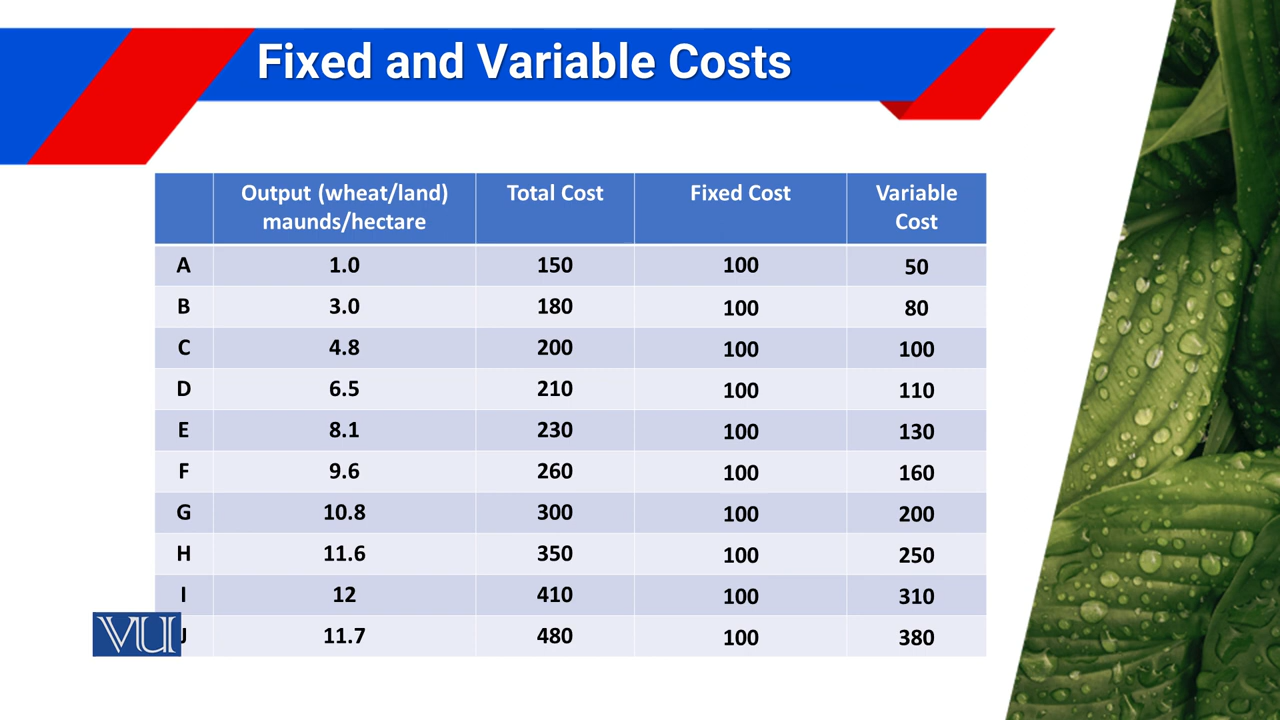 Fixed and Variable Costs
Output (wheat/land) Total Cost Fixed Cost Variable
maunds/hectare Cost
A 1.0 150 100 50
B 3.0 180 100 80
C 4.8 200 100 100
D 6.5 210 100 110
E 8.1 230 100 130
F 9.6 260 100 160
G 10.8 300 100 200
H 11.6 350 100 250
I 12 410 100 310
J 11.7 480 100 380
VU